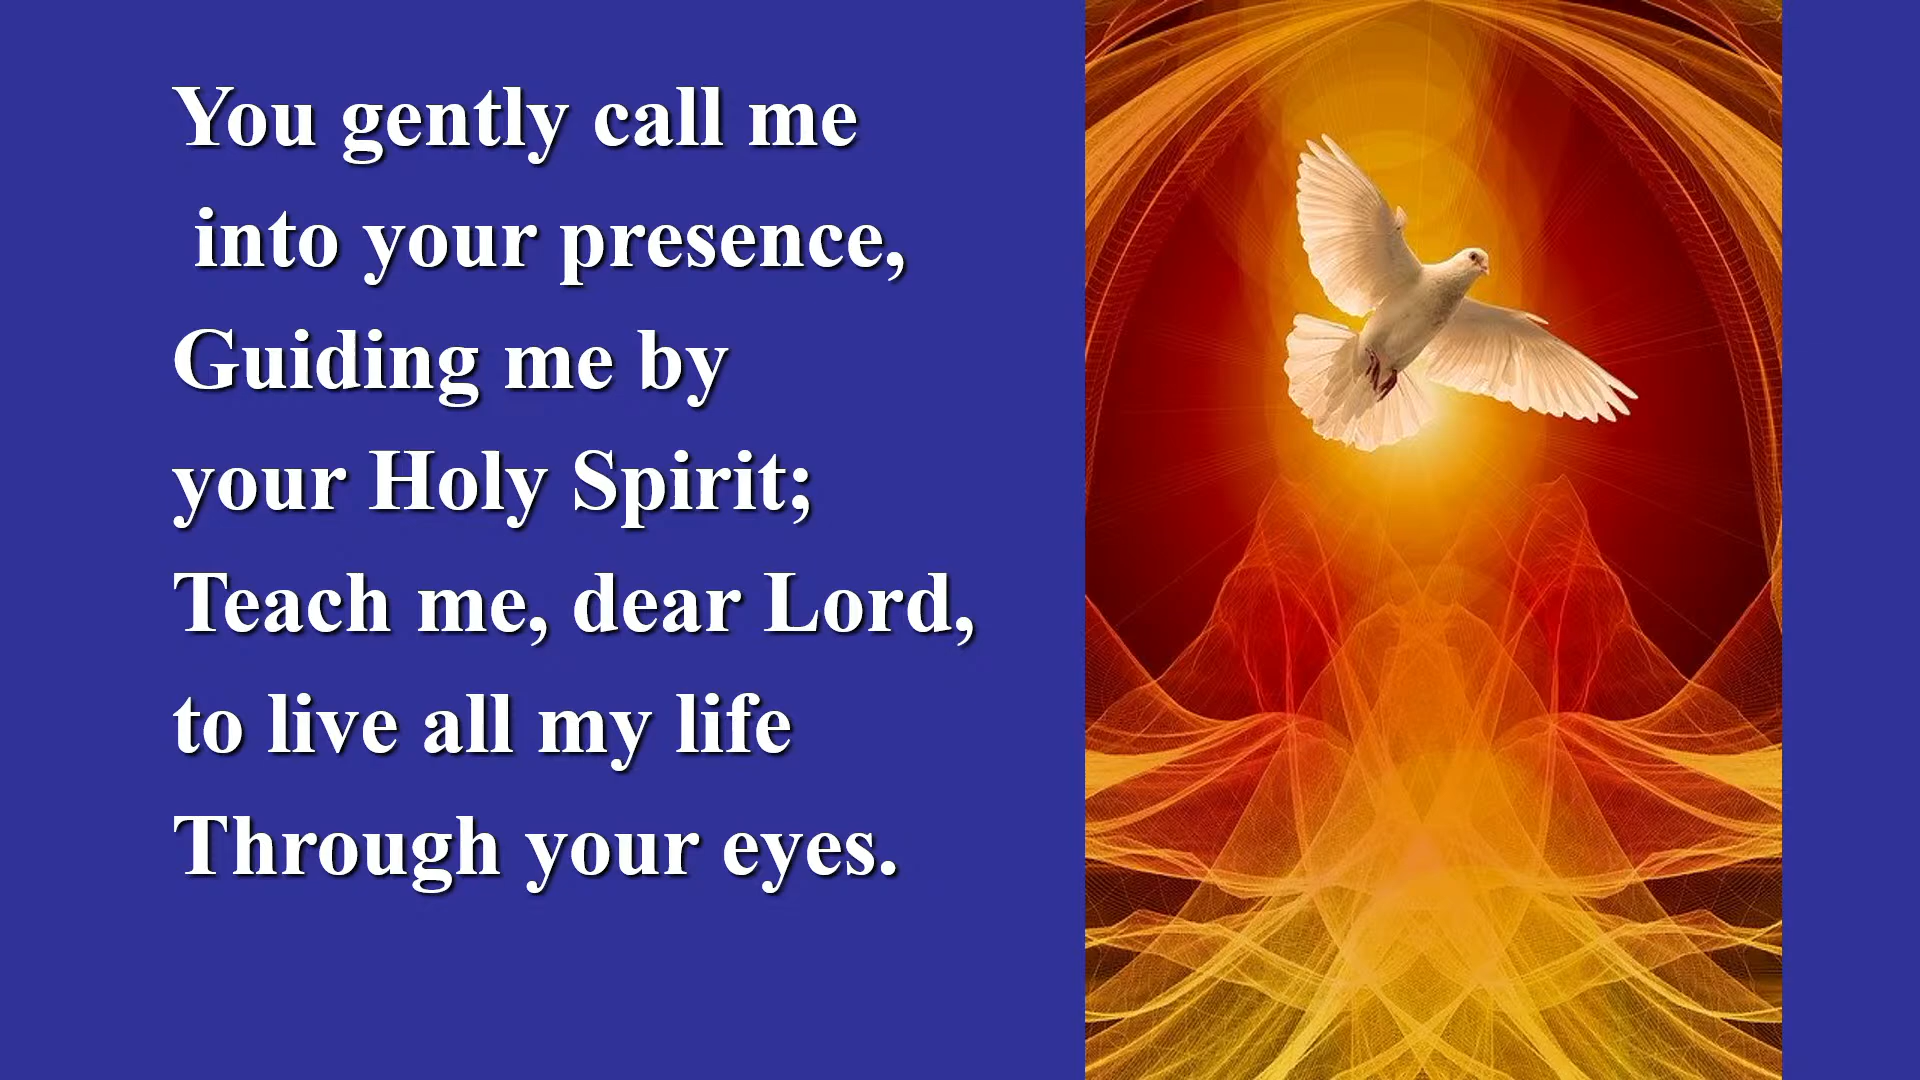 You gently call me
into your presence,
Guiding me by
your Holy Spirit;
Teach me, dear Lord,
to live all my life
Through your eyes.